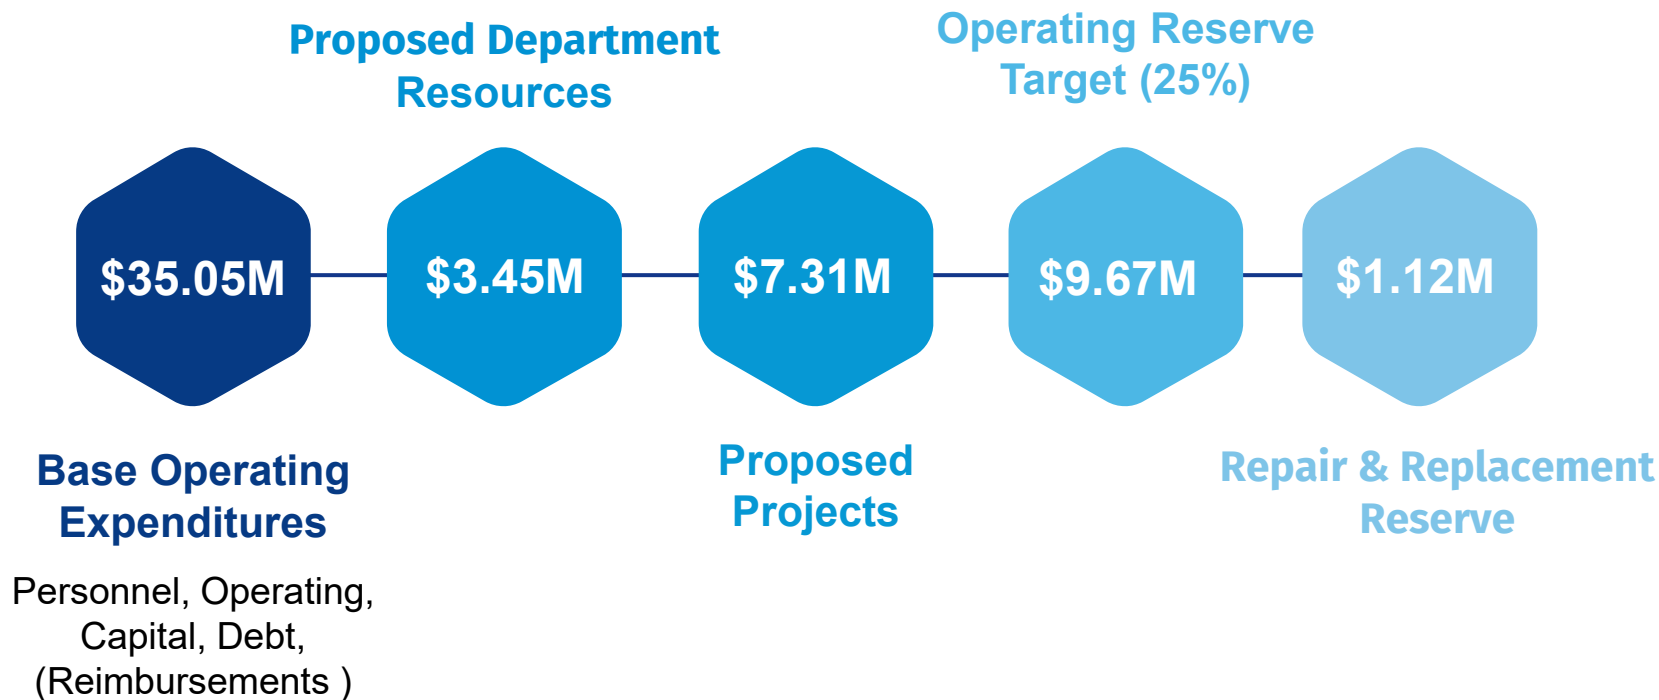 Proposed Department
Resources
Operating Reserve
Target (25%)
$35.05M
$3.45M
$7.31M
$9.67M
$1.12M
Base Operating
Expenditures
Personnel, Operating,
Capital, Debt,
(Reimbursements )
Proposed
Projects
Repair & Replacement
Reserve